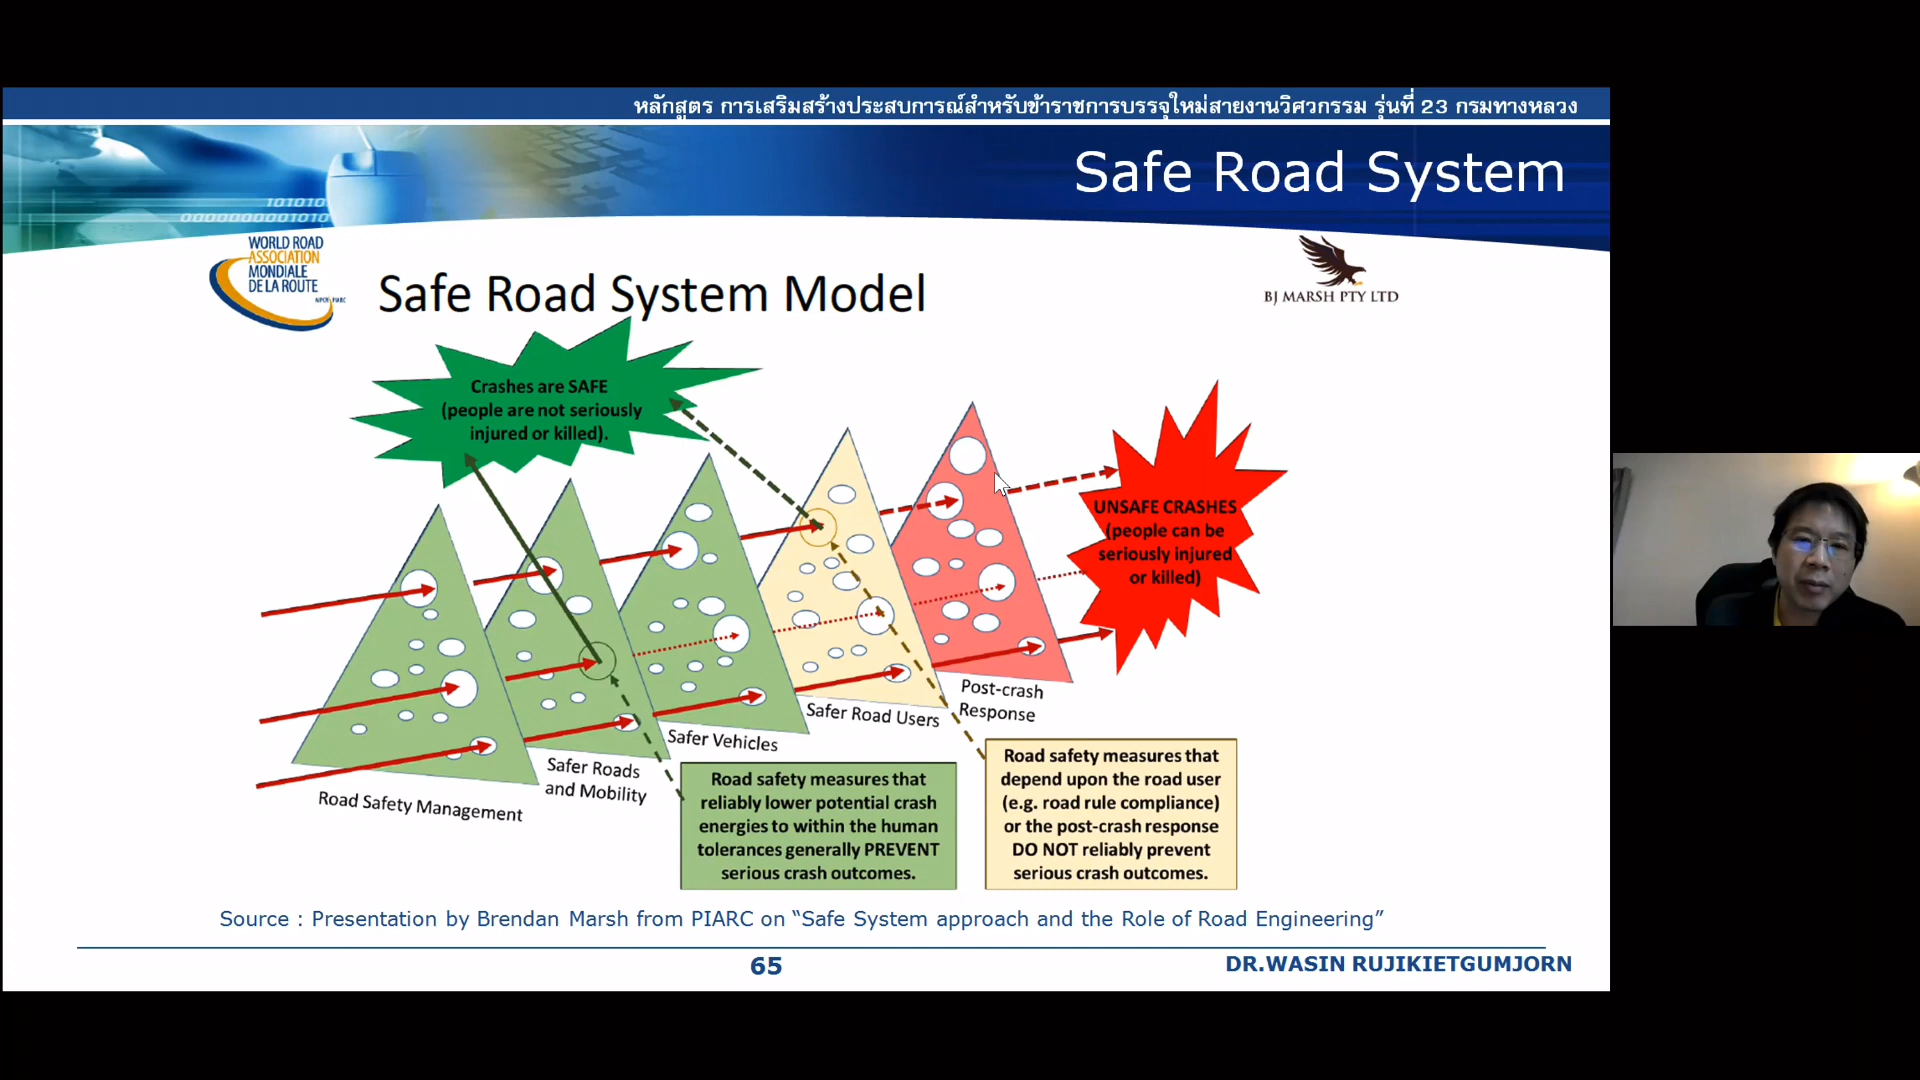 หลักสูตร การเสริมสร้างประสบการณ์สำหรับข้าราชการบรรจุใหม่สายงานวิศวกรรม รุ่นที่ 23 กรมทางหลวง
Safe Road System
101010
0000000001010
WORLD ROAD
ASSOCIATION
MONDIALE
DE LA ROUTE
Safe Road System Model
BJ MARSH PTY LTD
Crashes are SAFE
(people are not seriously
injured or killed).
UNSAFE CRASHES
(people can be
seriously injured
or killed)
Road Safety Management
Safer Roads
and Mobility
Safer Vehicles
Safer Road Users
Post-crash
Response
Road safety measures that
reliably lower potential crash
energies to within the human
tolerances generally PREVENT
serious crash outcomes.
Road safety measures that
depend upon the road user
(e.g. road rule compliance)
or the post-crash response
DO NOT reliably prevent
serious crash outcomes.
Source : Presentation by Brendan Marsh from PIARC on “Safe System approach and the Role of Road Engineering”
65
DR.WASIN RUJIKIETGUMJORN